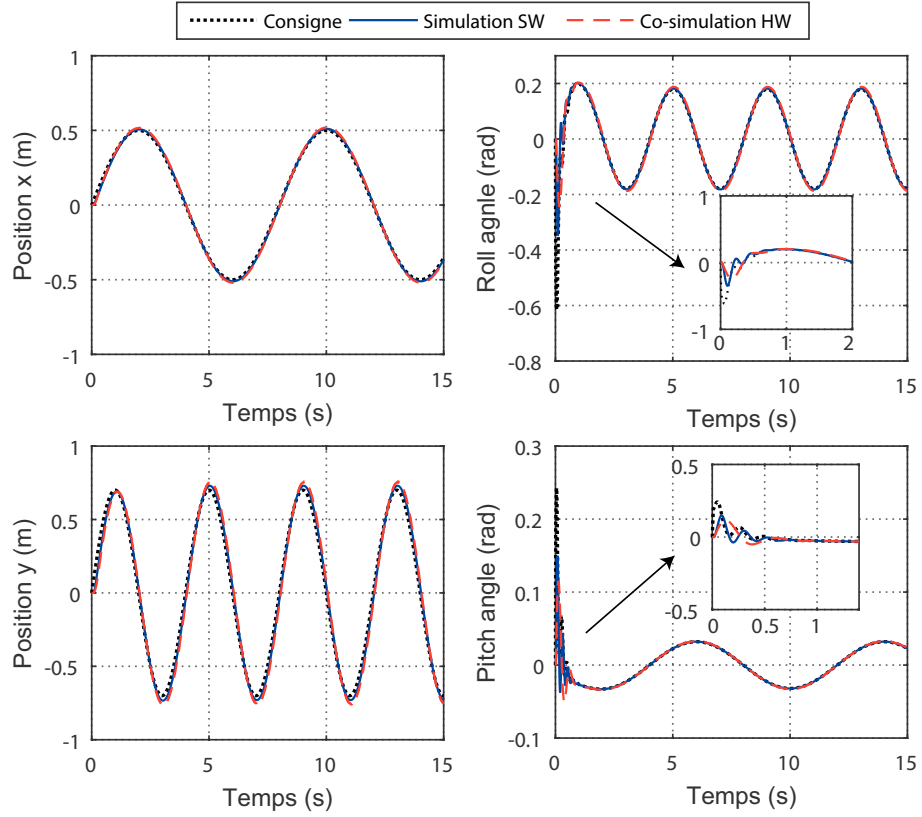 Consigne Simulation SW Co-simulation HW
1
0.5
0
-0.5
-1
Position x (m)
0 5 10 15
Temps (s)
0.2
0
-0.2
-0.4
-0.6
-0.8
Roll agnle (rad)
1
0
-1
0 1 2
0 5 10 15
Temps (s)
1
0.5
0
-0.5
-1
Position y (m)
0 5 10 15
Temps (s)
0.3
0.2
0.1
0
-0.1
Pitch angle (rad)
0.5
0
-0.5
0 0.5 1
0 5 10 15
Temps (s)